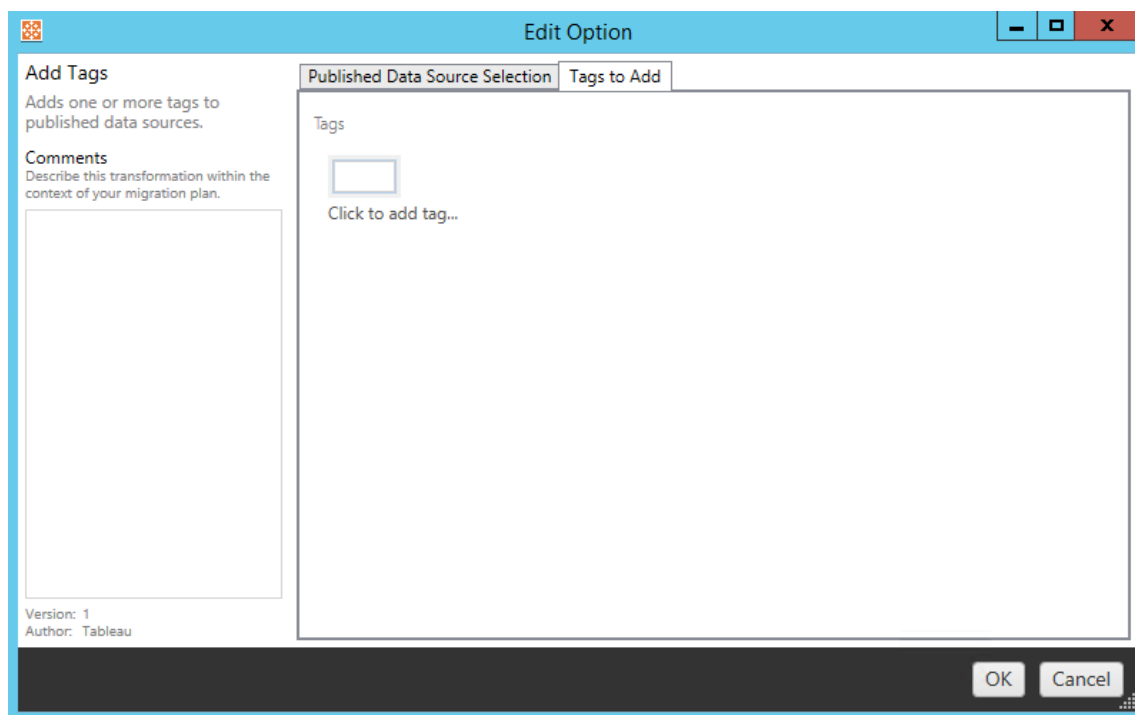 Edit Option
X
Add Tags
Adds one or more tags to
published data sources.
Comments
Describe this transformation within the
context of your migration plan.
Version: 1
Author: Tableau
Published Data Source Selection
Tags to Add
Tags
Click to add tag...
OK
Cancel